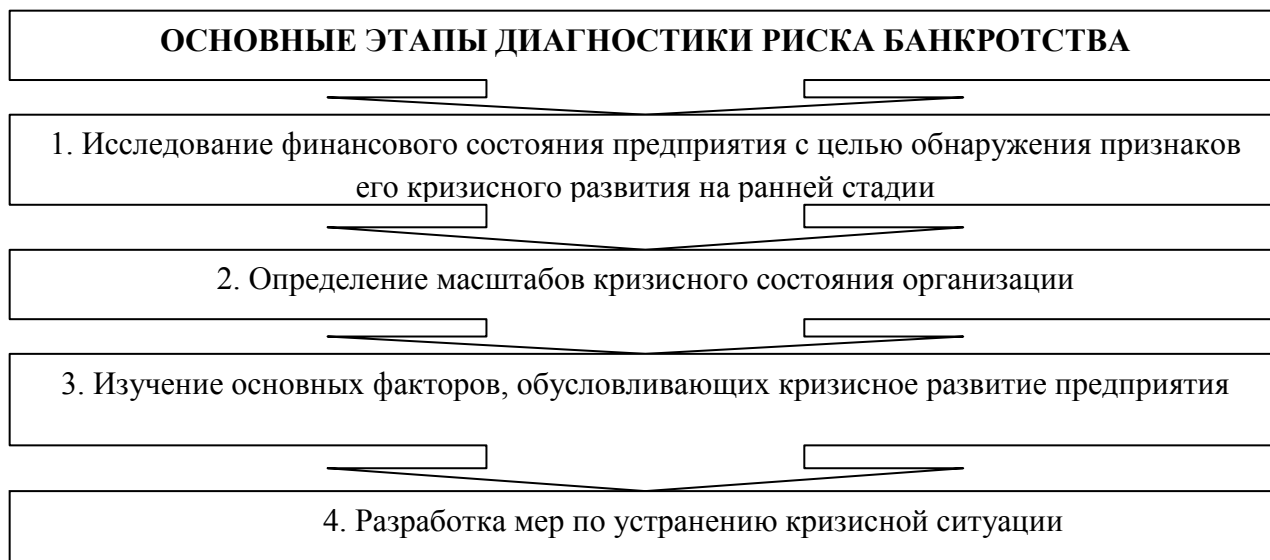 ОСНОВНЫЕ ЭТАПЫ ДИАГНОСТИКИ РИСКА БАНКРОТСТВА
1. Исследование финансового состояния предприятия с целью обнаружения признаков
его кризисного развития на ранней стадии
2. Определение масштабов кризисного состояния организации
3. Изучение основных факторов, обусловливающих кризисное развитие предприятия
4. Разработка мер по устранению кризисной ситуации